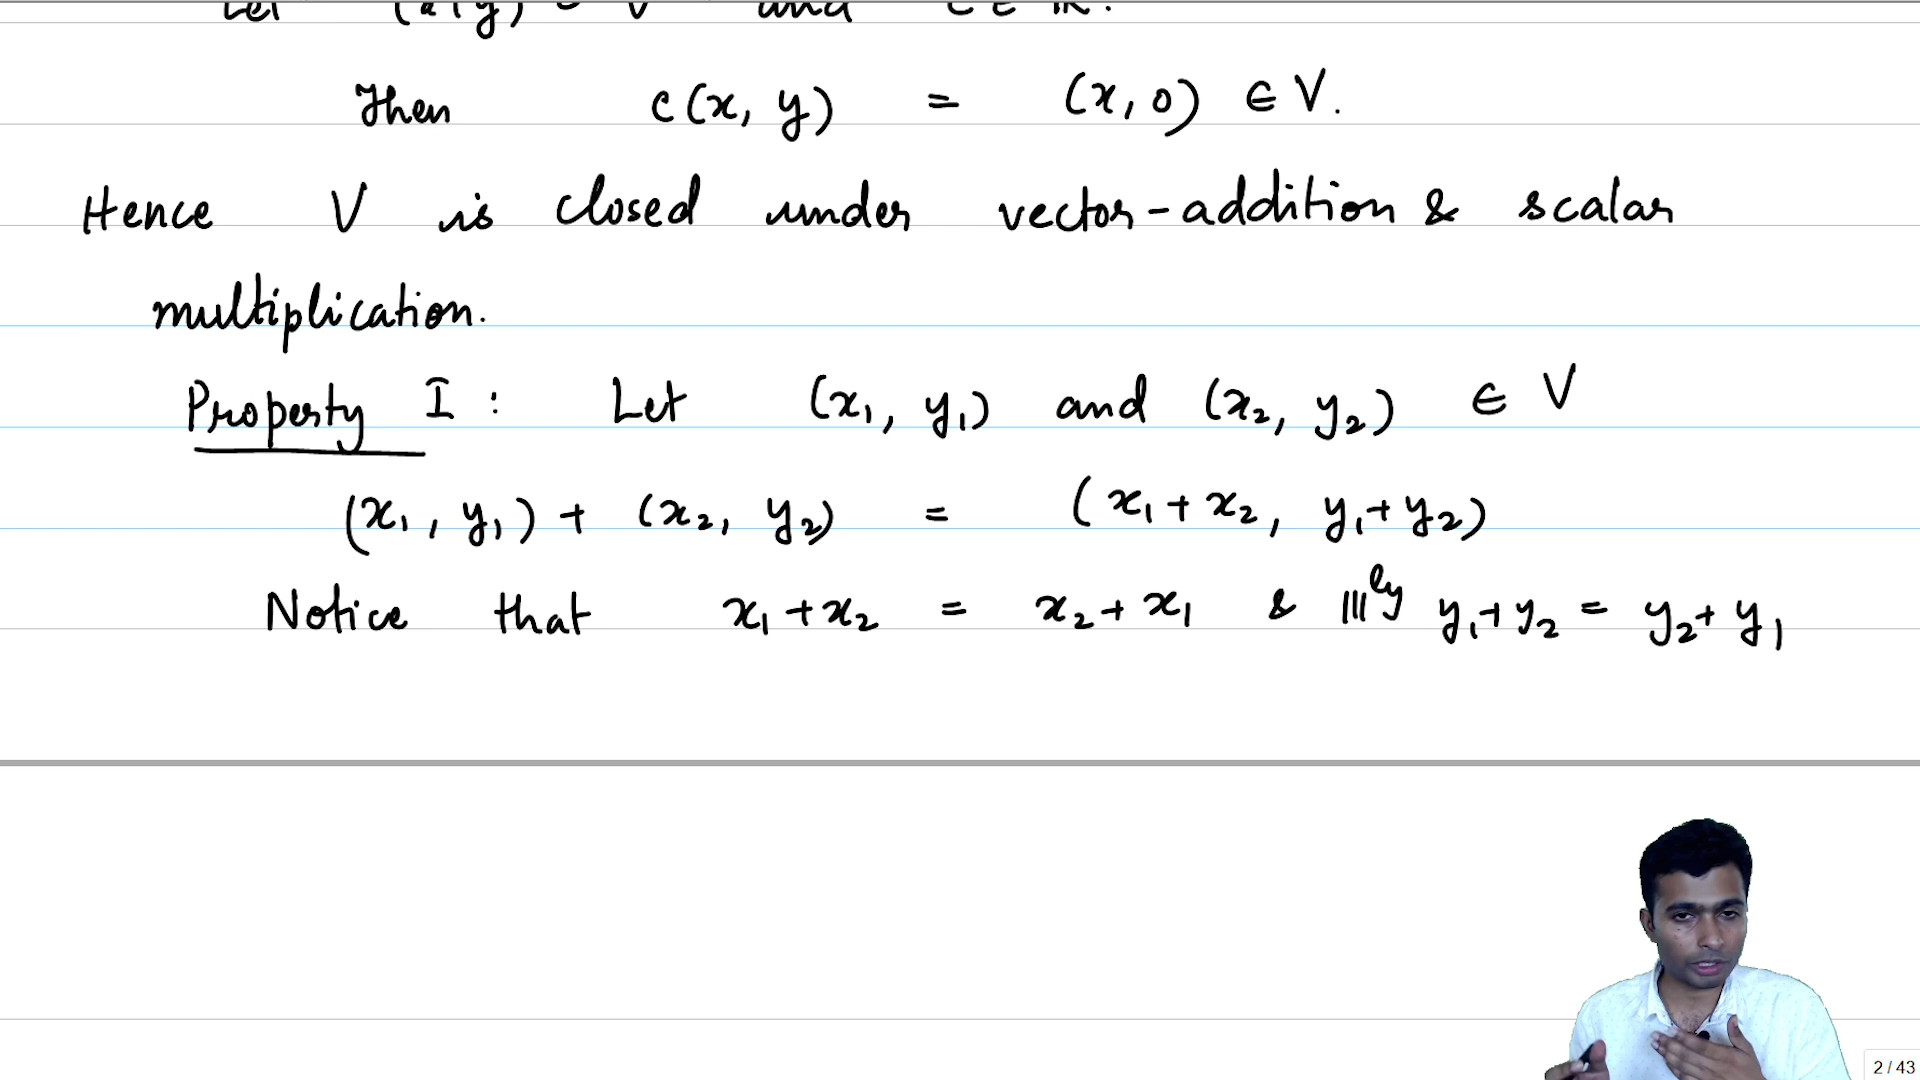 Let (x, y) ∈ V and c ∈ ℝ.
Then c(x, y) = (x, 0) ∈ V.
Hence V is closed under vector-addition & scalar
multiplication.
Property I : Let (x₁, y₁) and (x₂, y₂) ∈ V
(x₁, y₁) + (x₂, y₂) = (x₁ + x₂, y₁ + y₂)
Notice that x₁ + x₂ = x₂ + x₁ & |||ly y₁ + y₂ = y₂ + y₁
2 / 43